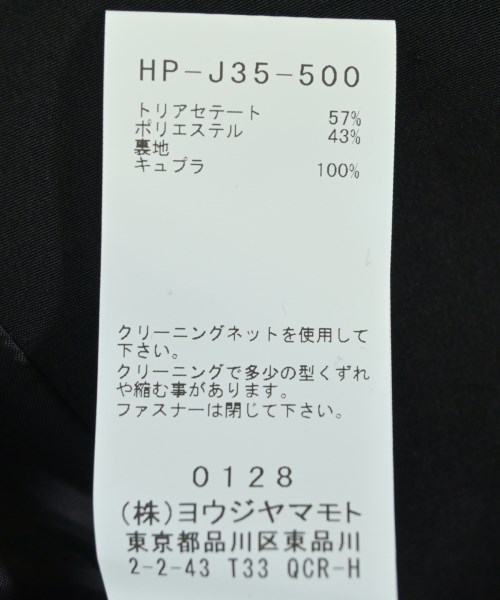 HP-J35-500
トリアセテート 57%
ポリエステル 43%
裏地
キュプラ 100%
クリーニングネットを使用して
下さい。
クリーニングで多少の型くずれ
や縮む事があります。
ファスナーは閉じて下さい。
0128
(株)ヨウジヤマモト
東京都品川区東品川
2-2-43 T33 QCR-H